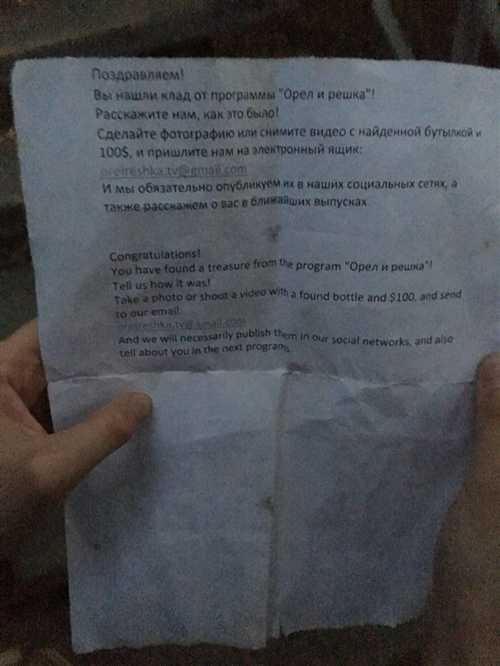 Поздравляем!
Вы нашли клад от программы "Орел и решка"!
Расскажите нам, как это было!
Сделайте фотографию или снимите видео с найденной бутылкой и
100$, и пришлите нам на электронный ящик:
oreireshka.tv@gmail.com
И мы обязательно опубликуем их в наших социальных сетях, а
также расскажем о вас в ближайших выпусках
Congratulations!
You have found a treasure from the program "Орел и решка"!
Tell us how it was!
Take a photo or shoot a video with a found bottle and $100, and send
to our email
oreireshka.tv@gmail.com
And we will necessarily publish them in our social networks, and also
tell about you in the next program.